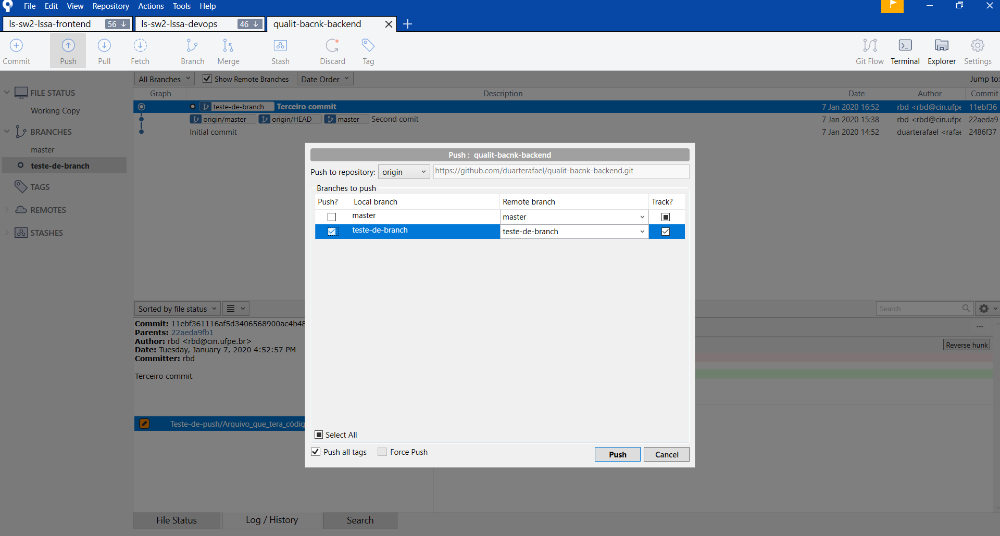 File Edit View Repository Actions Tools Help
ls-sw2-lssa-frontend 56 ls-sw2-lssa-devops 46 qualit-bacnk-backend
Commit Push Pull Fetch Branch Merge Stash Discard Tag Git Flow Terminal Explorer Settings
All Branches Show Remote Branches Date Order Jump to:
Graph Description Date Author Commit
teste-de-branch Terceiro commit 7 Jan 2020 16:52 rbd <rbd@cin.ufpe 11ebf36
origin/master origin/HEAD master Second comit 7 Jan 2020 15:38 rbd <rbd@cin.ufpe 22aeda9
Initial commit 7 Jan 2020 14:52 duarterafael <rafae 2486f37
FILE STATUS
Working Copy
BRANCHES
master
teste-de-branch
TAGS
REMOTES
STASHES
Push : qualit-bacnk-backend
Push to repository: origin https://github.com/duarterafael/qualit-bacnk-backend.git
Branches to push
Push? Local branch Remote branch Track?
master master
teste-de-branch teste-de-branch
Select All
Push all tags Force Push Push Cancel
Sorted by file status Search
Commit: 11ebf361116af5d3406568900ac4b48
Parents: 22aeda9fb1
Author: rbd <rbd@cin.ufpe.br>
Date: Tuesday, January 7, 2020 4:52:57 PM
Committer: rbd
Terceiro commit
Reverse hunk
Teste-de-push/Arquivo_que_tera_códig
File Status Log / History Search